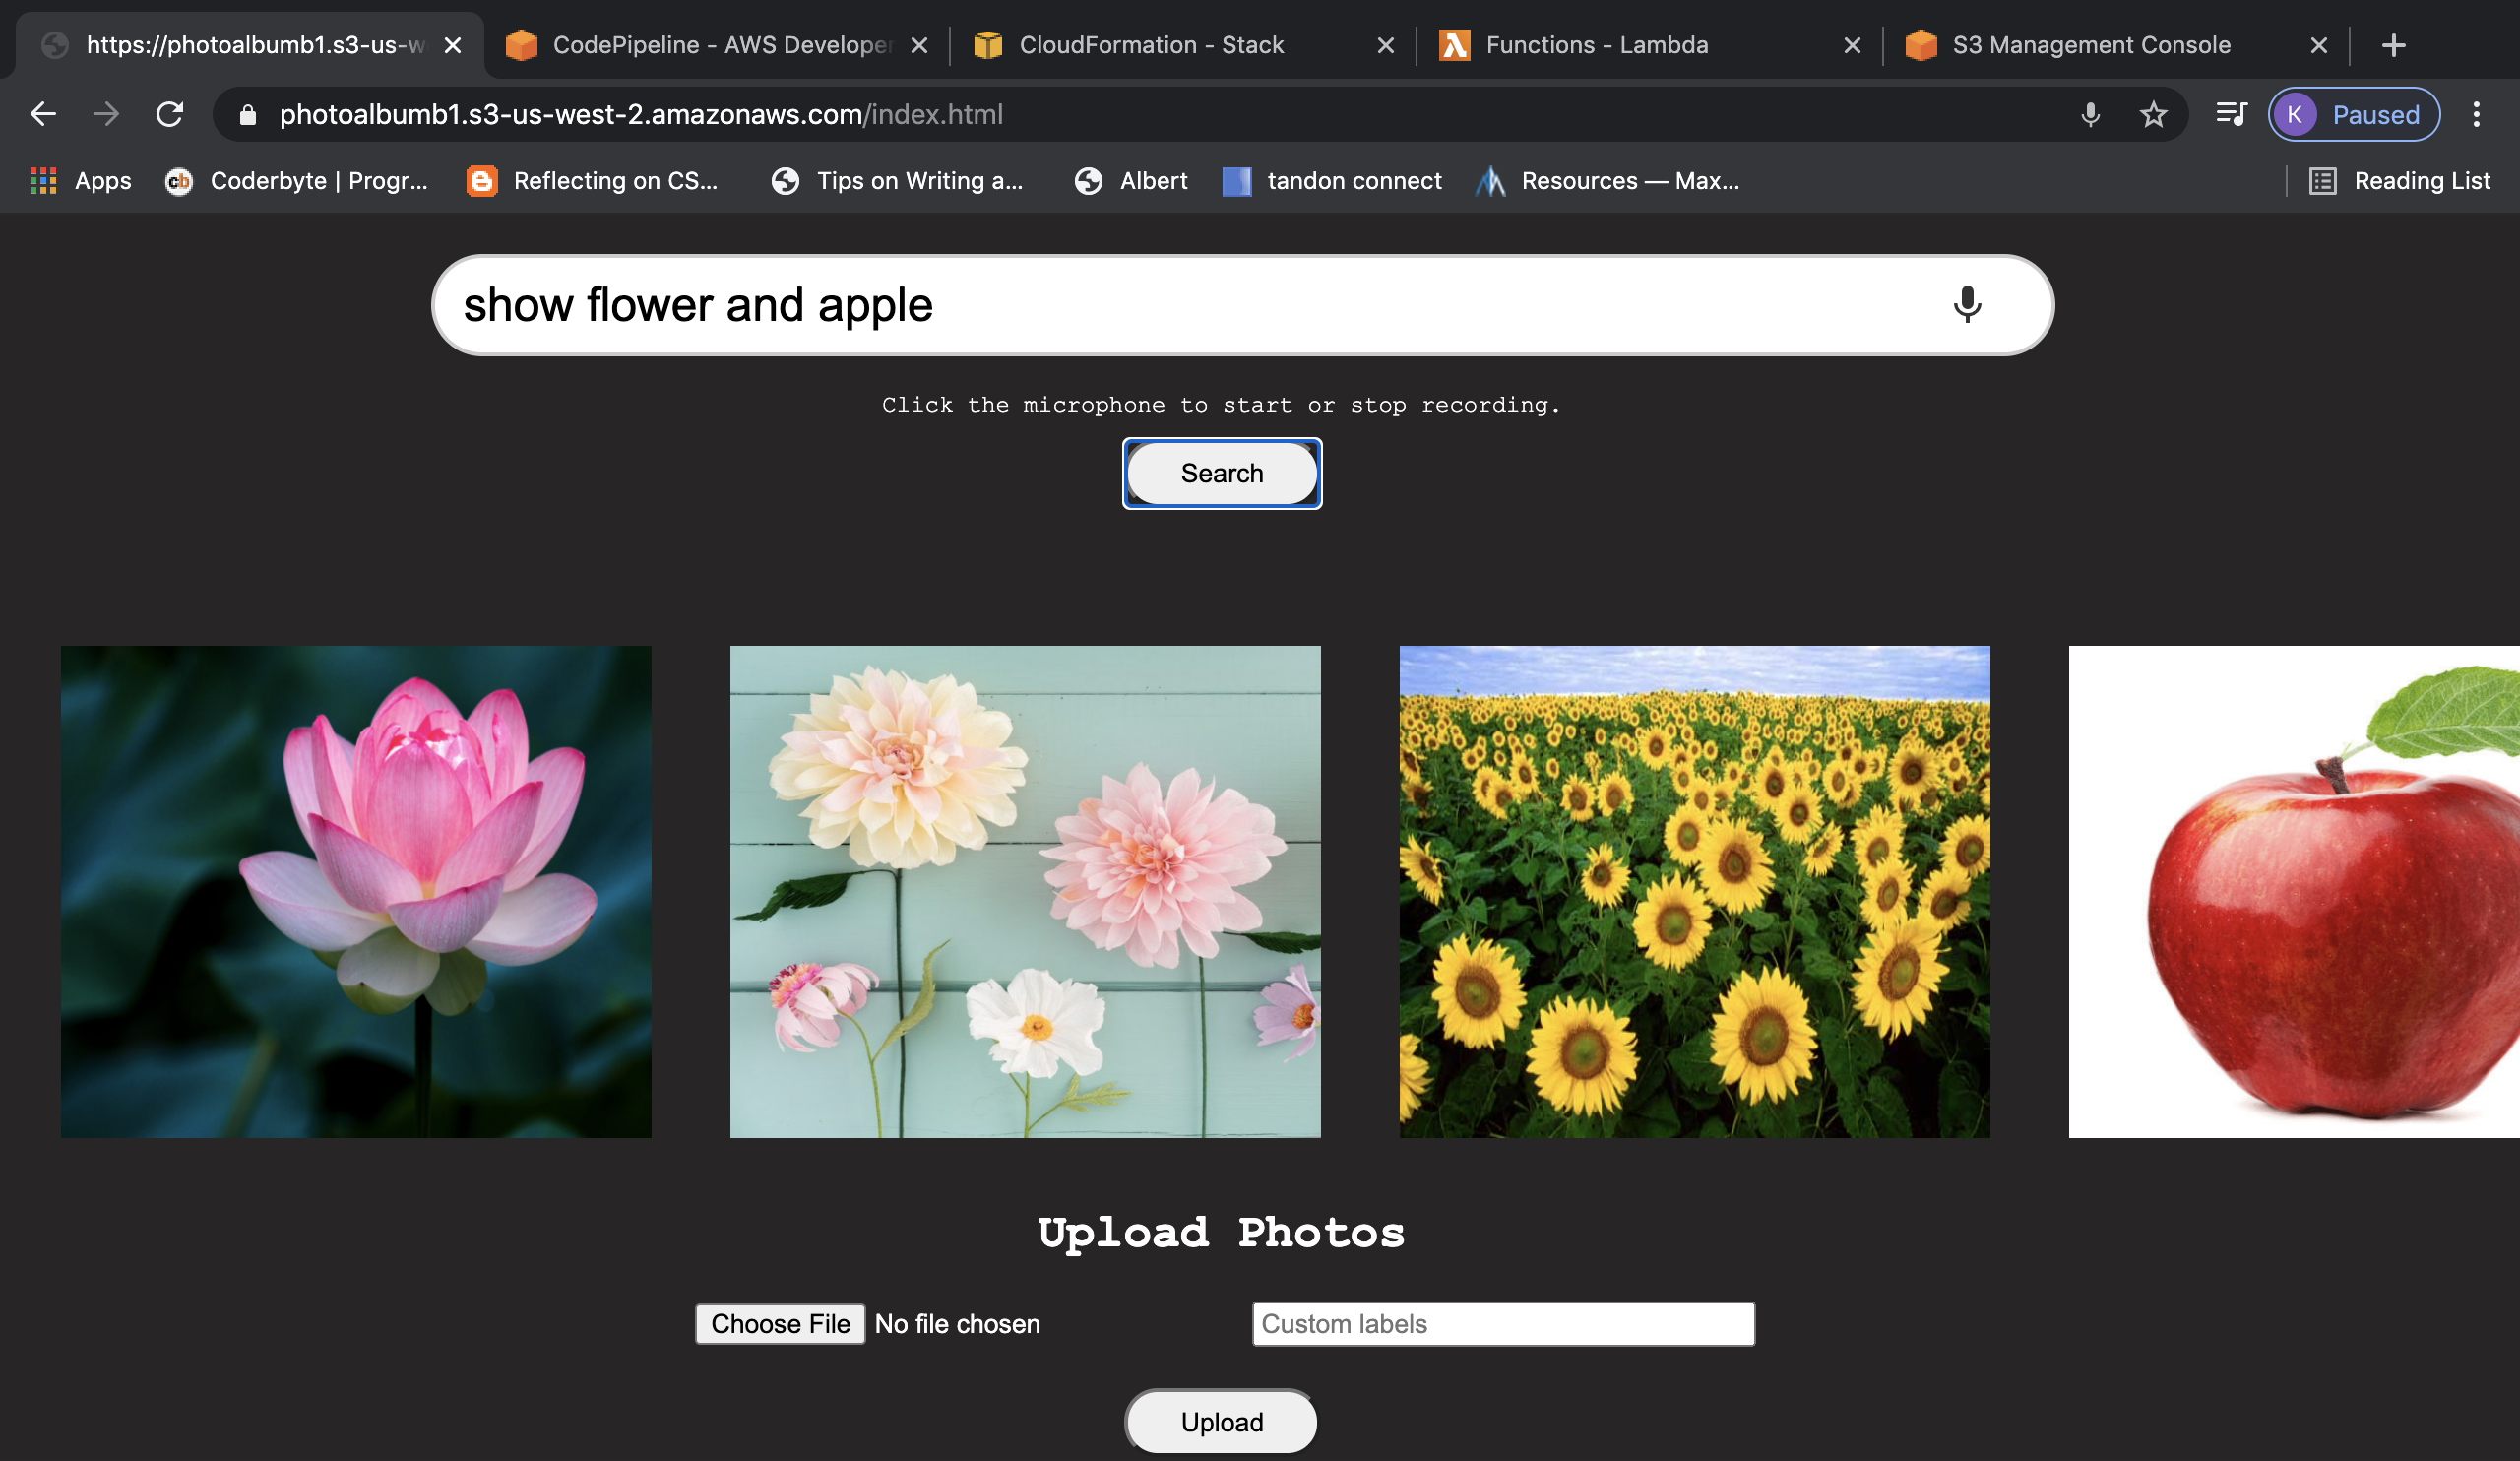 https://photoalbumb1.s3-us-w
CodePipeline - AWS Developer
CloudFormation - Stack
Functions - Lambda
S3 Management Console
photoalbumb1.s3-us-west-2.amazonaws.com/index.html
K
Paused
Apps
cb
Coderbyte | Progr...
Reflecting on CS...
Tips on Writing a...
Albert
tandon connect
Resources — Max...
Reading List
show flower and apple
Click the microphone to start or stop recording.
Search
Upload Photos
Choose File No file chosen
Custom labels
Upload